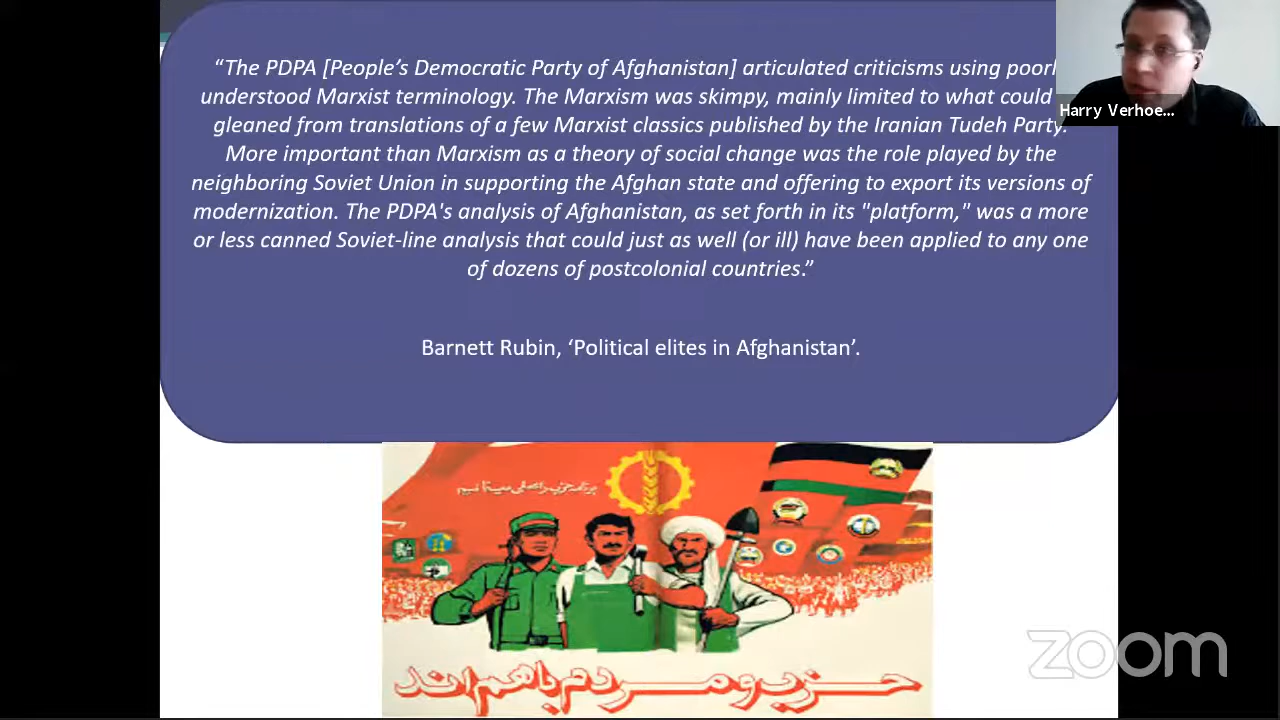 “The PDPA [People’s Democratic Party of Afghanistan] articulated criticisms using poorl
understood Marxist terminology. The Marxism was skimpy, mainly limited to what could
gleaned from translations of a few Marxist classics published by the Iranian Tudeh Party.
More important than Marxism as a theory of social change was the role played by the
neighboring Soviet Union in supporting the Afghan state and offering to export its versions of
modernization. The PDPA's analysis of Afghanistan, as set forth in its "platform," was a more
or less canned Soviet-line analysis that could just as well (or ill) have been applied to any one
of dozens of postcolonial countries.”
Barnett Rubin, ‘Political elites in Afghanistan’.
Harry Verhoe...
حزب و مردم با هم اند
zoom